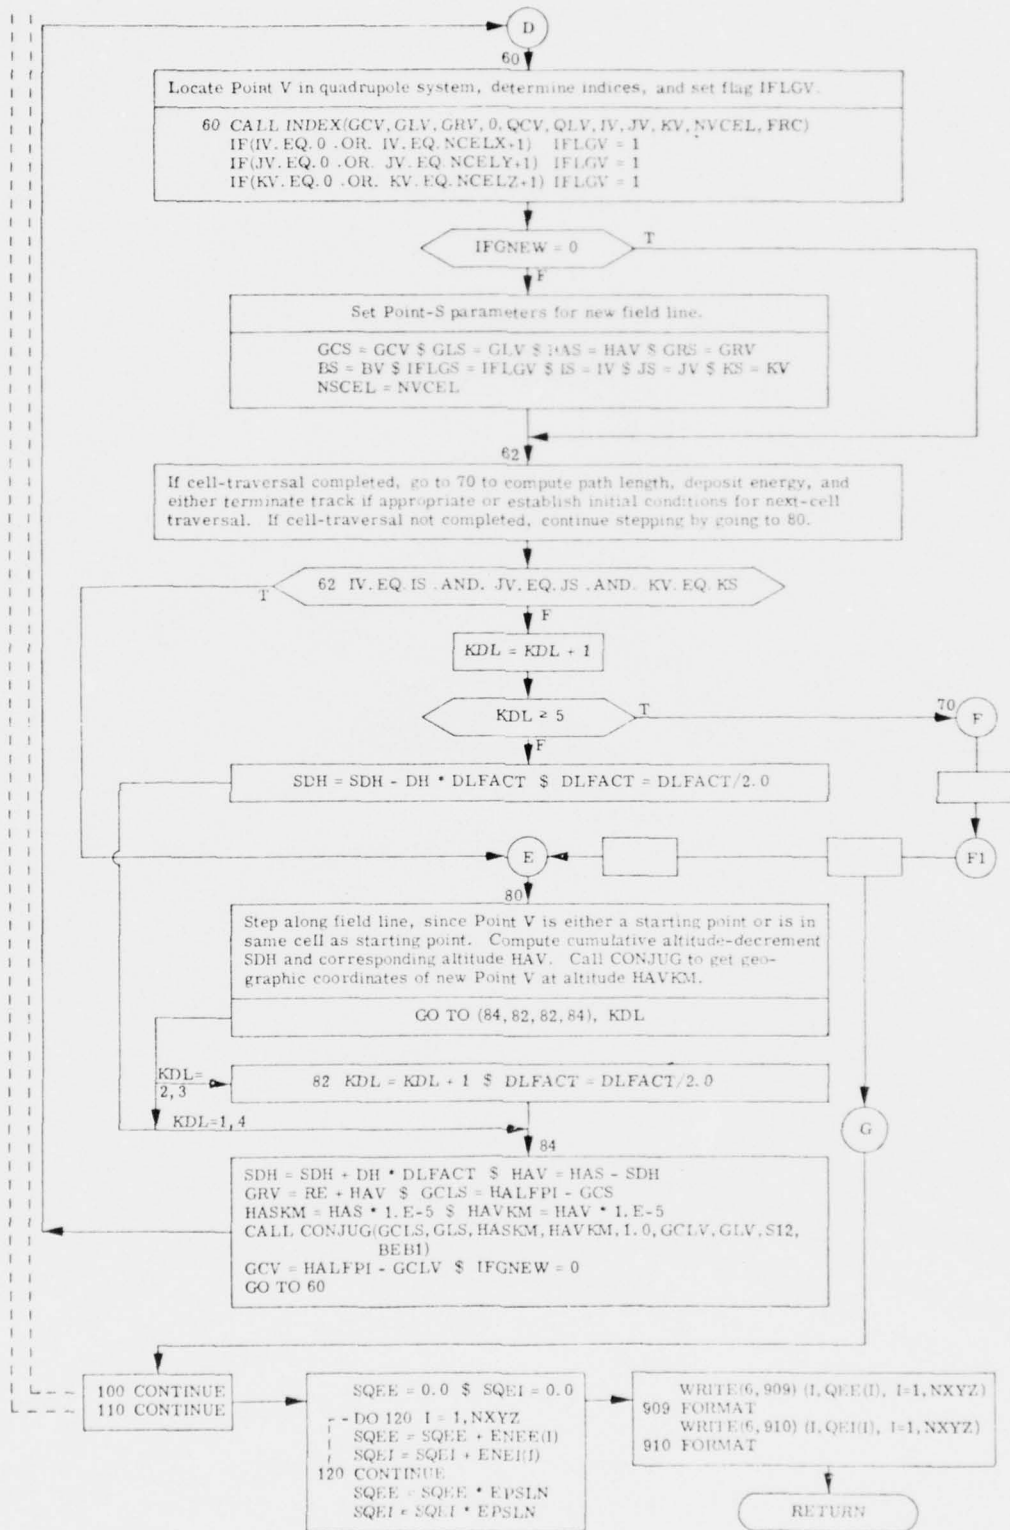 D
60
Locate Point V in quadrupole system, determine indices, and set flag IFLGV.
60 CALL INDEX(GCV, GLV, GRV, 0, QCV, QLV, IV, JV, KV, NVCEL, FRC)
IF(IV. EQ. 0 .OR. IV. EQ. NCELX+1) IFLGV = 1
IF(JV. EQ. 0 .OR. JV. EQ. NCELY+1) IFLGV = 1
IF(KV. EQ. 0 .OR. KV. EQ. NCELZ+1) IFLGV = 1
IFGNEW = 0
T
F
Set Point-S parameters for new field line.
GCS = GCV $ GLS = GLV $ HAS = HAV $ GRS = GRV
BS = BV $ IFLGS = IFLGV $ IS = IV $ JS = JV $ KS = KV
NSCEL = NVCEL
62
If cell-traversal completed, go to 70 to compute path length, deposit energy, and
either terminate track if appropriate or establish initial conditions for next-cell
traversal. If cell-traversal not completed, continue stepping by going to 80.
62 IV. EQ. IS .AND. JV. EQ. JS .AND. KV. EQ. KS
T
F
KDL = KDL + 1
KDL ≥ 5
T
70
F
F
SDH = SDH - DH * DLFACT $ DLFACT = DLFACT/2.0
E
F1
80
Step along field line, since Point V is either a starting point or is in
same cell as starting point. Compute cumulative altitude-decrement
SDH and corresponding altitude HAV. Call CONJUG to get geo-
graphic coordinates of new Point V at altitude HAVKM.
GO TO (84, 82, 82, 84), KDL
KDL=
2, 3
82 KDL = KDL + 1 $ DLFACT = DLFACT/2.0
KDL=1, 4
G
84
SDH = SDH + DH * DLFACT $ HAV = HAS - SDH
GRV = RE + HAV $ GCLS = HALFPI - GCS
HASKM = HAS * 1. E-5 $ HAVKM = HAV * 1. E-5
CALL CONJUG(GCLS, GLS, HASKM, HAVKM, 1.0, GCLV, GLV, S12,
BEB1)
GCV = HALFPI - GCLV $ IFGNEW = 0
GO TO 60
100 CONTINUE
110 CONTINUE
SQEE = 0.0 $ SQEI = 0.0
DO 120 I = 1, NXYZ
SQEE = SQEE + ENEE(I)
SQEI = SQEI + ENEI(I)
120 CONTINUE
SQEE = SQEE * EPSLN
SQEI = SQEI * EPSLN
WRITE(6, 909) (I, QEE(I), I=1, NXYZ)
909 FORMAT
WRITE(6, 910) (I, QEI(I), I=1, NXYZ)
910 FORMAT
RETURN